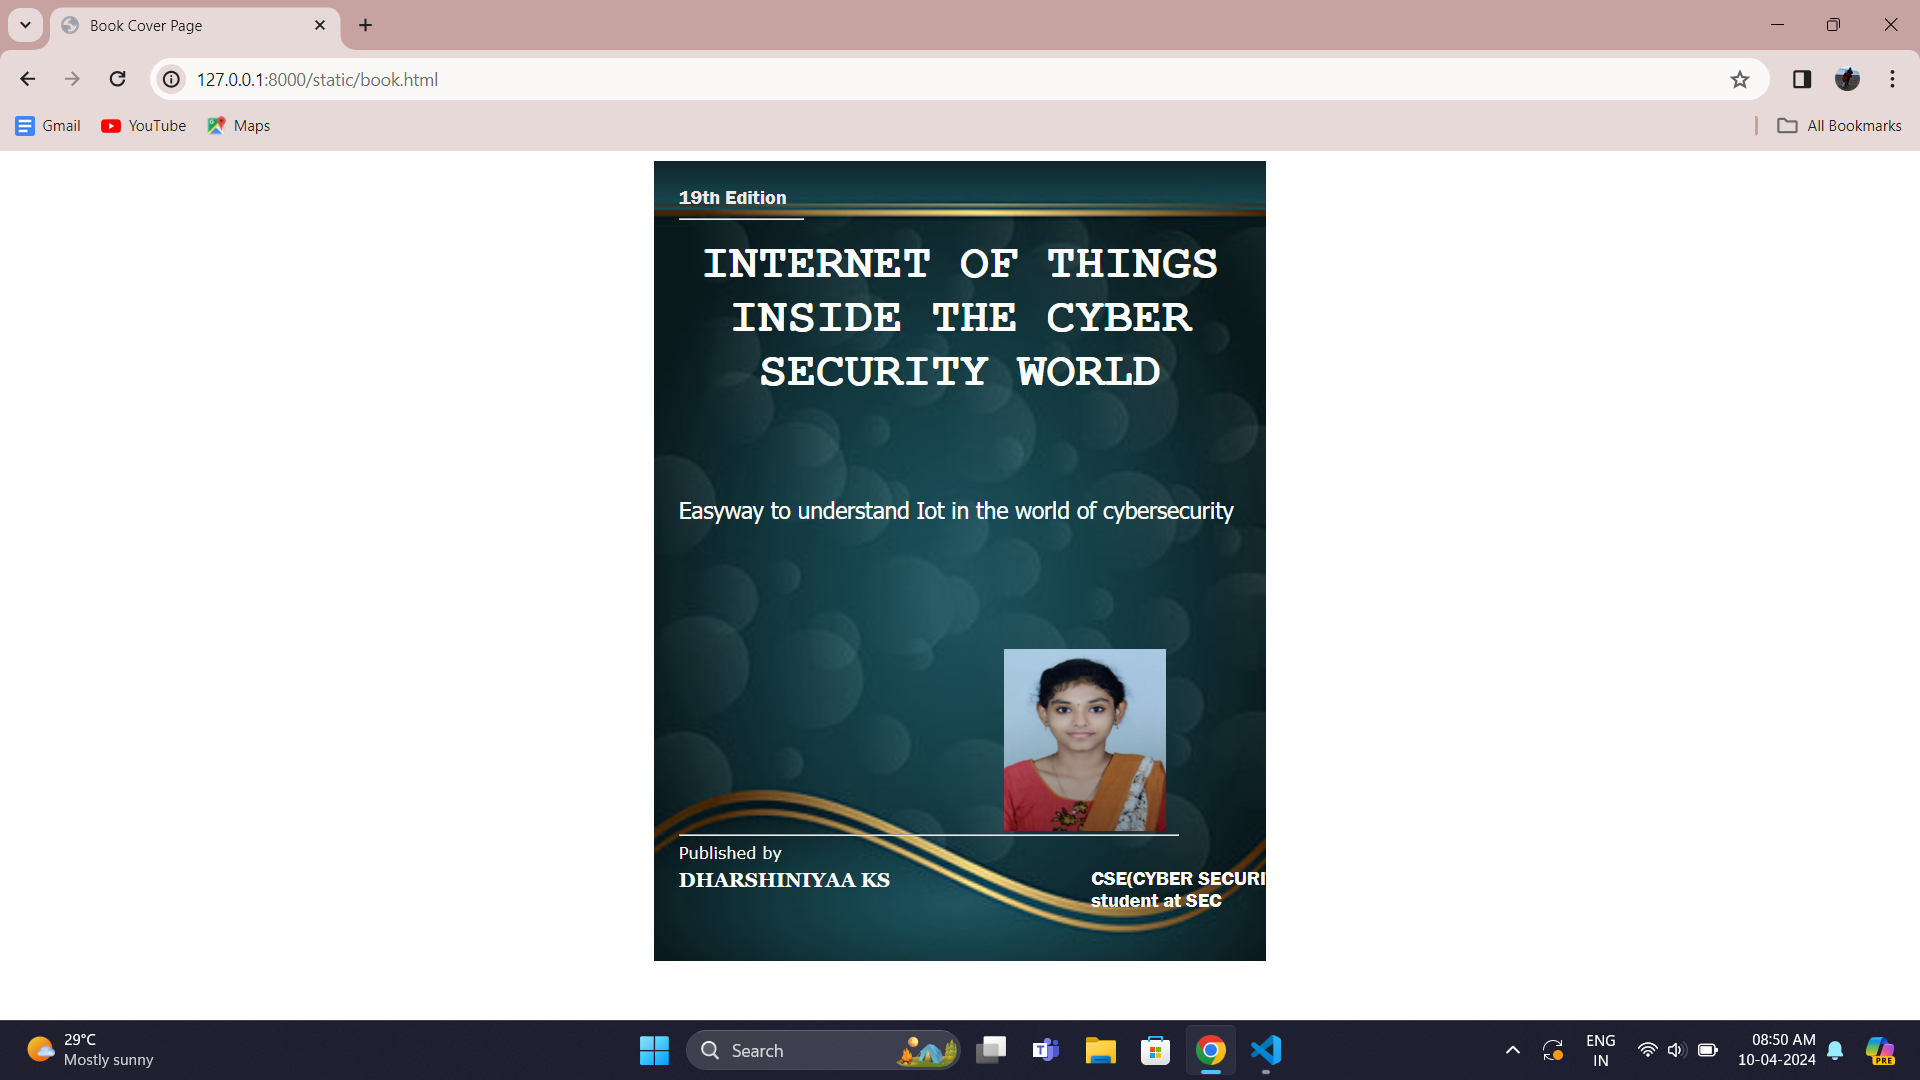 Book Cover Page
127.0.0.1:8000/static/book.html
Gmail YouTube Maps All Bookmarks
19th Edition
INTERNET OF THINGS
INSIDE THE CYBER
SECURITY WORLD
Easyway to understand Iot in the world of cybersecurity
Published by
DHARSHINIYAA KS
CSE(CYBER SECURI
student at SEC
29°C
Mostly sunny
Search
ENG
IN
08:50 AM
10-04-2024
PRE